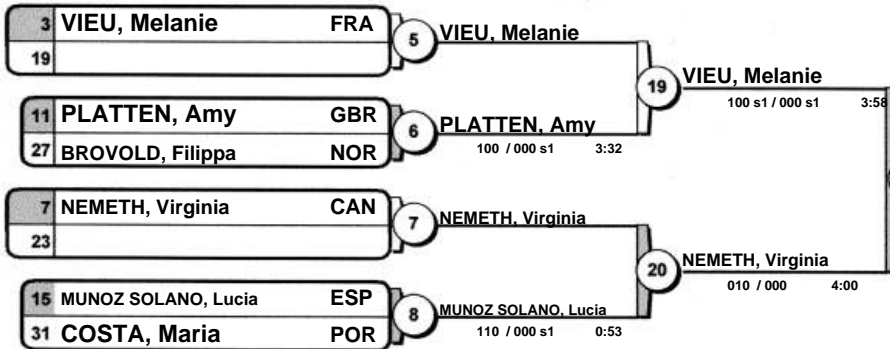 3 VIEU, Melanie FRA
19
5 VIEU, Melanie
11 PLATTEN, Amy GBR
27 BROVOLD, Filippa NOR
6 PLATTEN, Amy
100 / 000 s1 3:32
19 VIEU, Melanie
100 s1 / 000 s1 3:58
7 NEMETH, Virginia CAN
23
7 NEMETH, Virginia
15 MUNOZ SOLANO, Lucia ESP
31 COSTA, Maria POR
8 MUNOZ SOLANO, Lucia
110 / 000 s1 0:53
20 NEMETH, Virginia
010 / 000 4:00